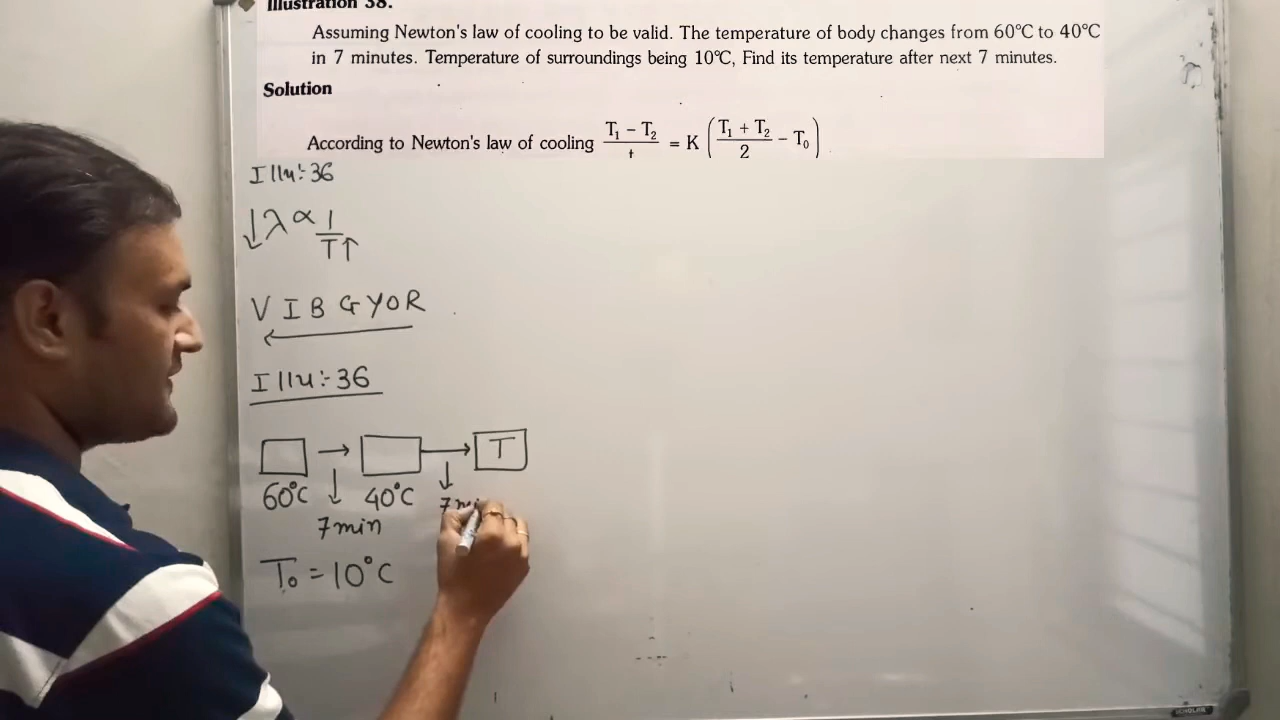 Illustration 38.
Assuming Newton's law of cooling to be valid. The temperature of body changes from 60°C to 40°C
in 7 minutes. Temperature of surroundings being 10°C, Find its temperature after next 7 minutes.
Solution
According to Newton's law of cooling (T₁ − T₂)/t = K ((T₁ + T₂)/2 − T₀)
Illu:- 36
↓λ ∝ 1/T↑
V I B G Y O R
←
Illu:- 36
□ → □ → T
60°C ↓ 40°C ↓
7min 7mi
T₀ = 10°C